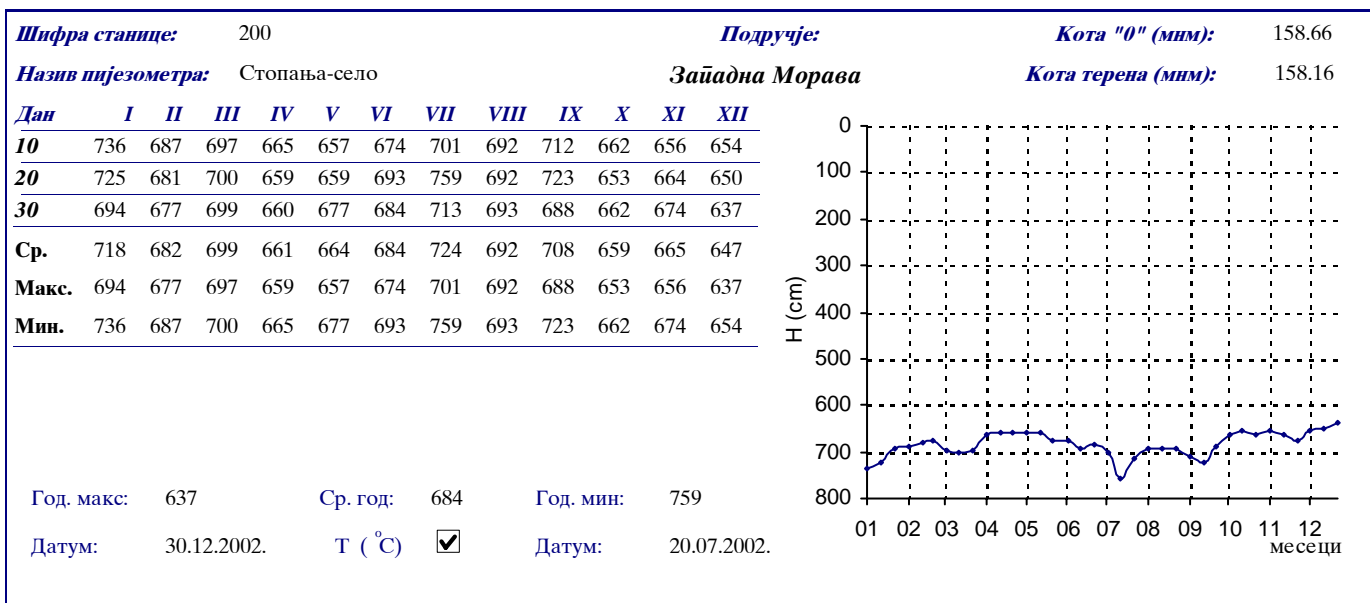 Шифра станице: 200 Подручје: Кота "0" (мнм): 158.66
Назив пијезометра: Стопања-село Западна Морава Кота терена (мнм): 158.16
Дан I II III IV V VI VII VIII IX X XI XII
10 736 687 697 665 657 674 701 692 712 662 656 654
20 725 681 700 659 659 693 759 692 723 653 664 650
30 694 677 699 660 677 684 713 693 688 662 674 637
Ср. 718 682 699 661 664 684 724 692 708 659 665 647
Макс. 694 677 697 659 657 674 701 692 688 653 656 637
Мин. 736 687 700 665 677 693 759 693 723 662 674 654
0
100
200
300
400
500
600
700
800
H (cm)
01 02 03 04 05 06 07 08 09 10 11 12
месеци
Год. макс: 637 Ср. год: 684 Год. мин: 759
Датум: 30.12.2002. Т ( °C) Датум: 20.07.2002.